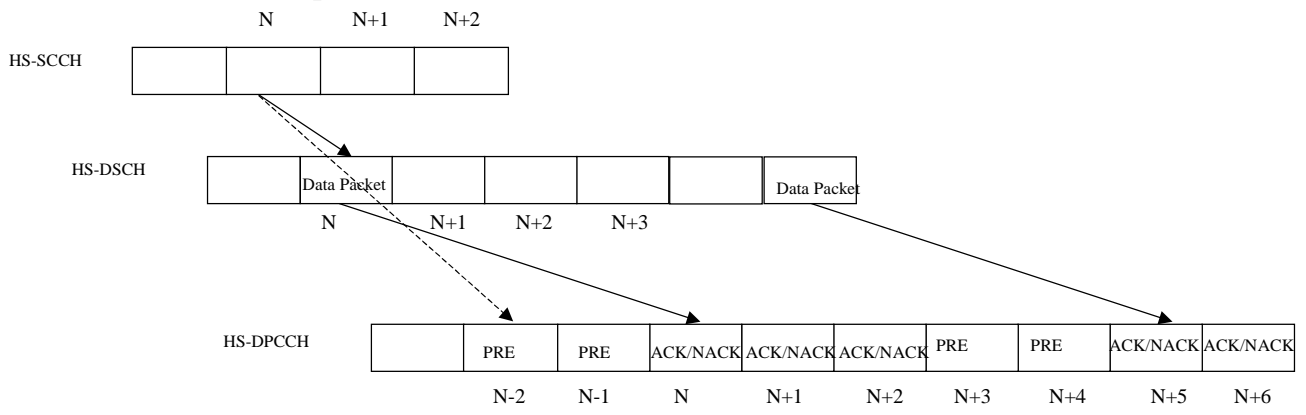 N N+1 N+2
HS-SCCH
HS-DSCH
Data Packet Data Packet
N N+1 N+2 N+3
HS-DPCCH
PRE PRE ACK/NACK ACK/NACK ACK/NACK PRE PRE ACK/NACK ACK/NACK
N-2 N-1 N N+1 N+2 N+3 N+4 N+5 N+6